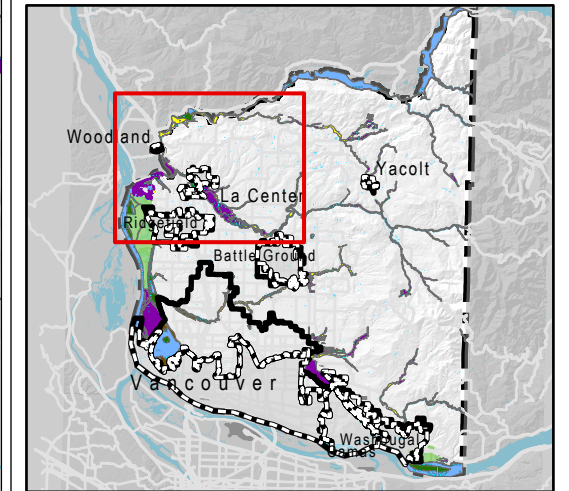 Woodland
Yacolt
La Center
Ridgefield
Battle Ground
Vancouver
Washougal
Camas